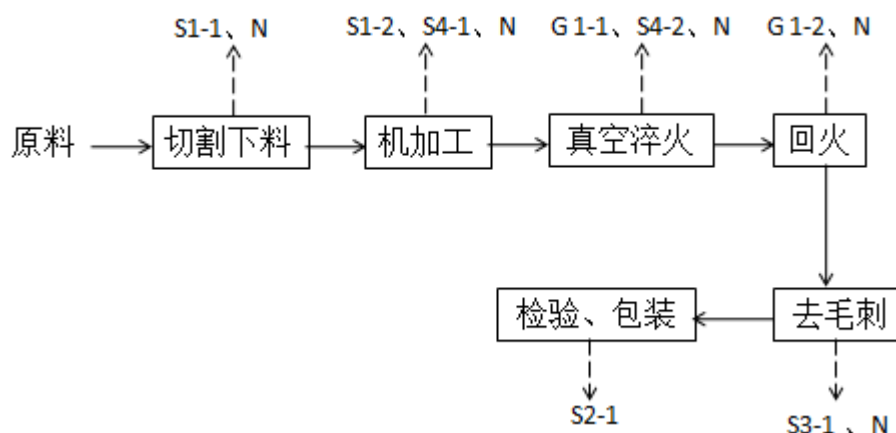 S1-1、N
S1-2、S4-1、N
G1-1、S4-2、N
G1-2、N
原料
切割下料
机加工
真空淬火
回火
检验、包装
去毛刺
S2-1
S3-1、N